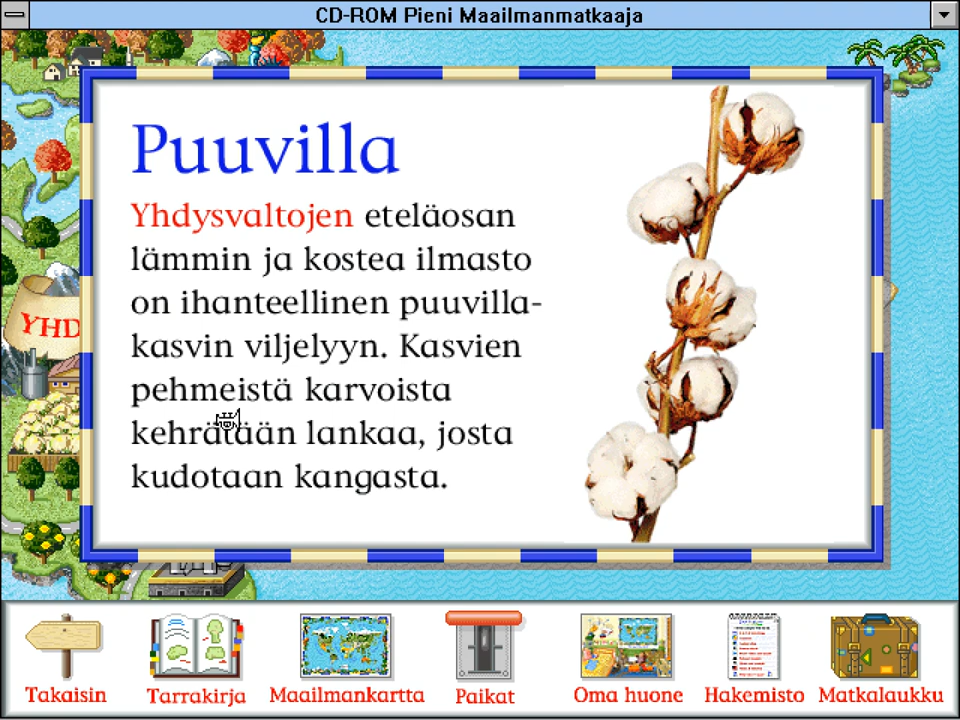 CD-ROM Pieni Maailmanmatkaaja
Puuvilla
Yhdysvaltojen eteläosan
lämmin ja kostea ilmasto
on ihanteellinen puuvilla-
kasvin viljelyyn. Kasvien
pehmeistä karvoista
kehrätään lankaa, josta
kudotaan kangasta.
YHD
Takaisin
Tarrakirja
Maailmankartta
Paikat
Oma huone
Hakemisto
Matkalaukku